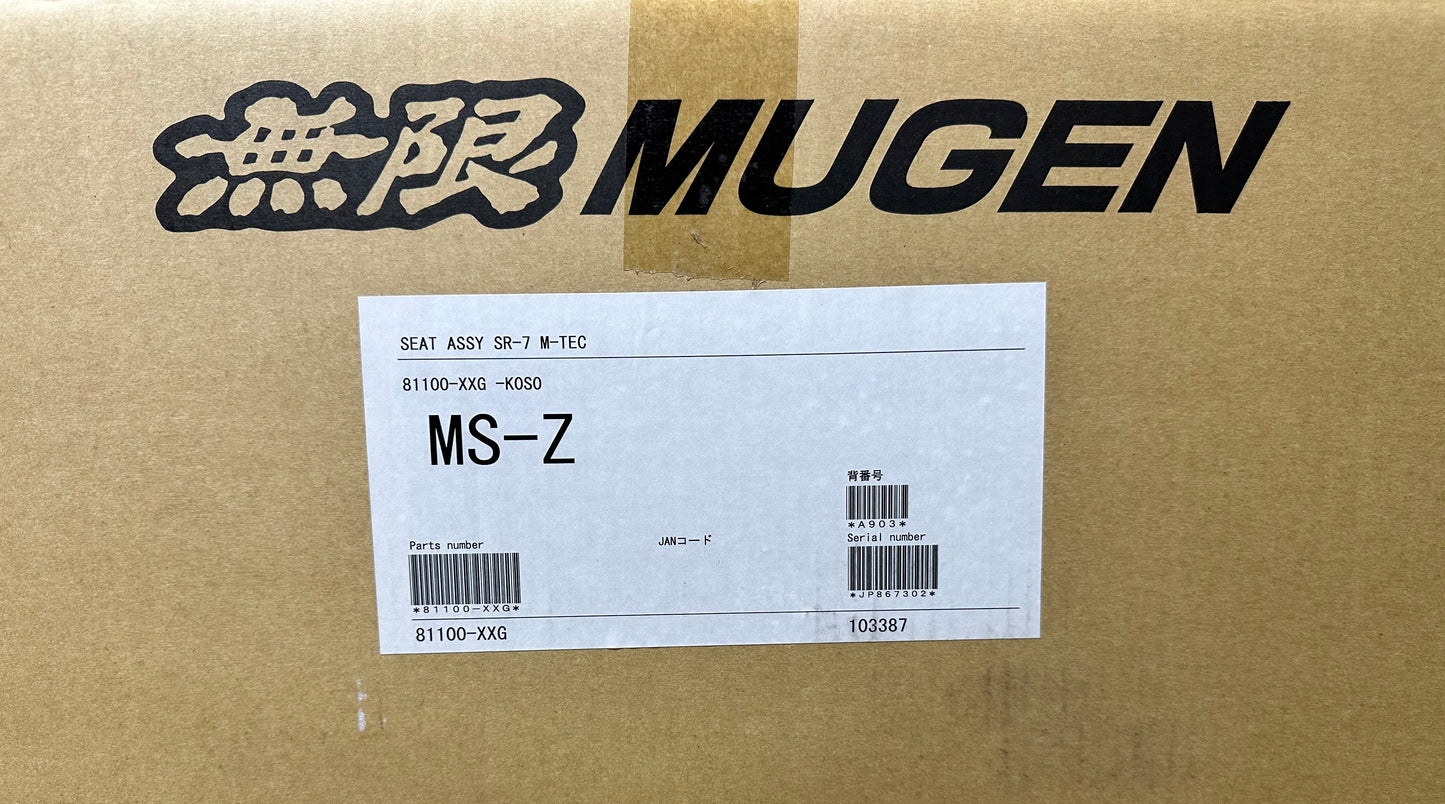 無限 MUGEN
SEAT ASSY SR-7 M-TEC
81100-XXG -KOSO
MS-Z
背番号
*A903*
Parts number
JANコード
Serial number
*81100-XXG*
*JP867302*
81100-XXG
103387